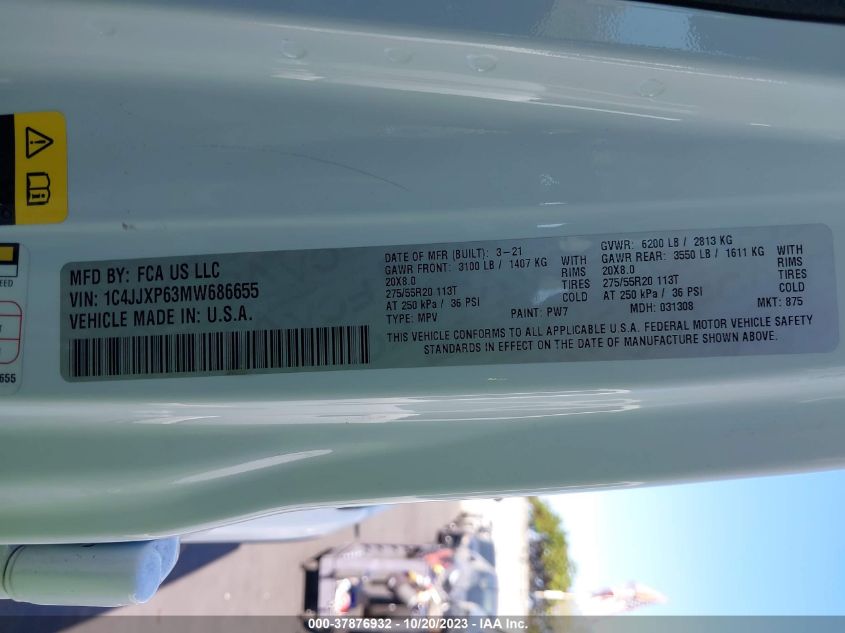 MFD BY: FCA US LLC
VIN: 1C4JJXP63MW686655
VEHICLE MADE IN: U.S.A.
DATE OF MFR (BUILT): 3-21
GAWR FRONT: 3100 LB / 1407 KG WITH
20X8.0 RIMS
275/55R20 113T TIRES
AT 250 kPa / 36 PSI COLD
TYPE: MPV PAINT: PW7
GVWR: 6200 LB / 2813 KG
GAWR REAR: 3550 LB / 1611 KG WITH
20X8.0 RIMS
275/55R20 113T TIRES
AT 250 kPa / 36 PSI COLD
MDH: 031308 MKT: 875
THIS VEHICLE CONFORMS TO ALL APPLICABLE U.S.A. FEDERAL MOTOR VEHICLE SAFETY
STANDARDS IN EFFECT ON THE DATE OF MANUFACTURE SHOWN ABOVE.
655
000-37876932 - 10/20/2023 - IAA Inc.